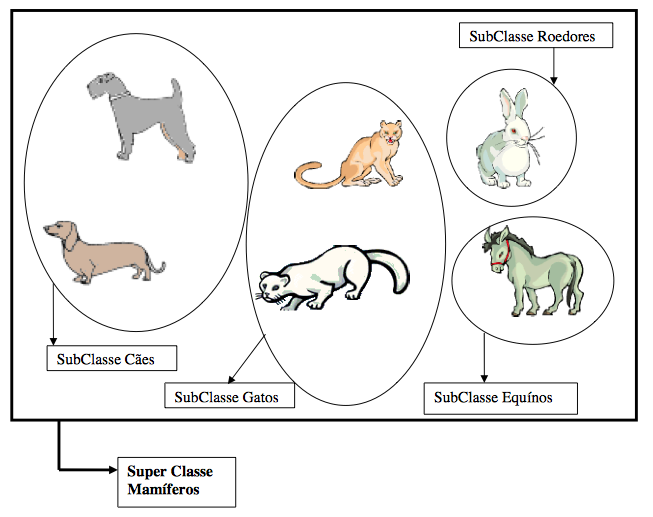 SubClasse Roedores
SubClasse Cães
SubClasse Gatos
SubClasse Equínos
Super Classe
Mamíferos